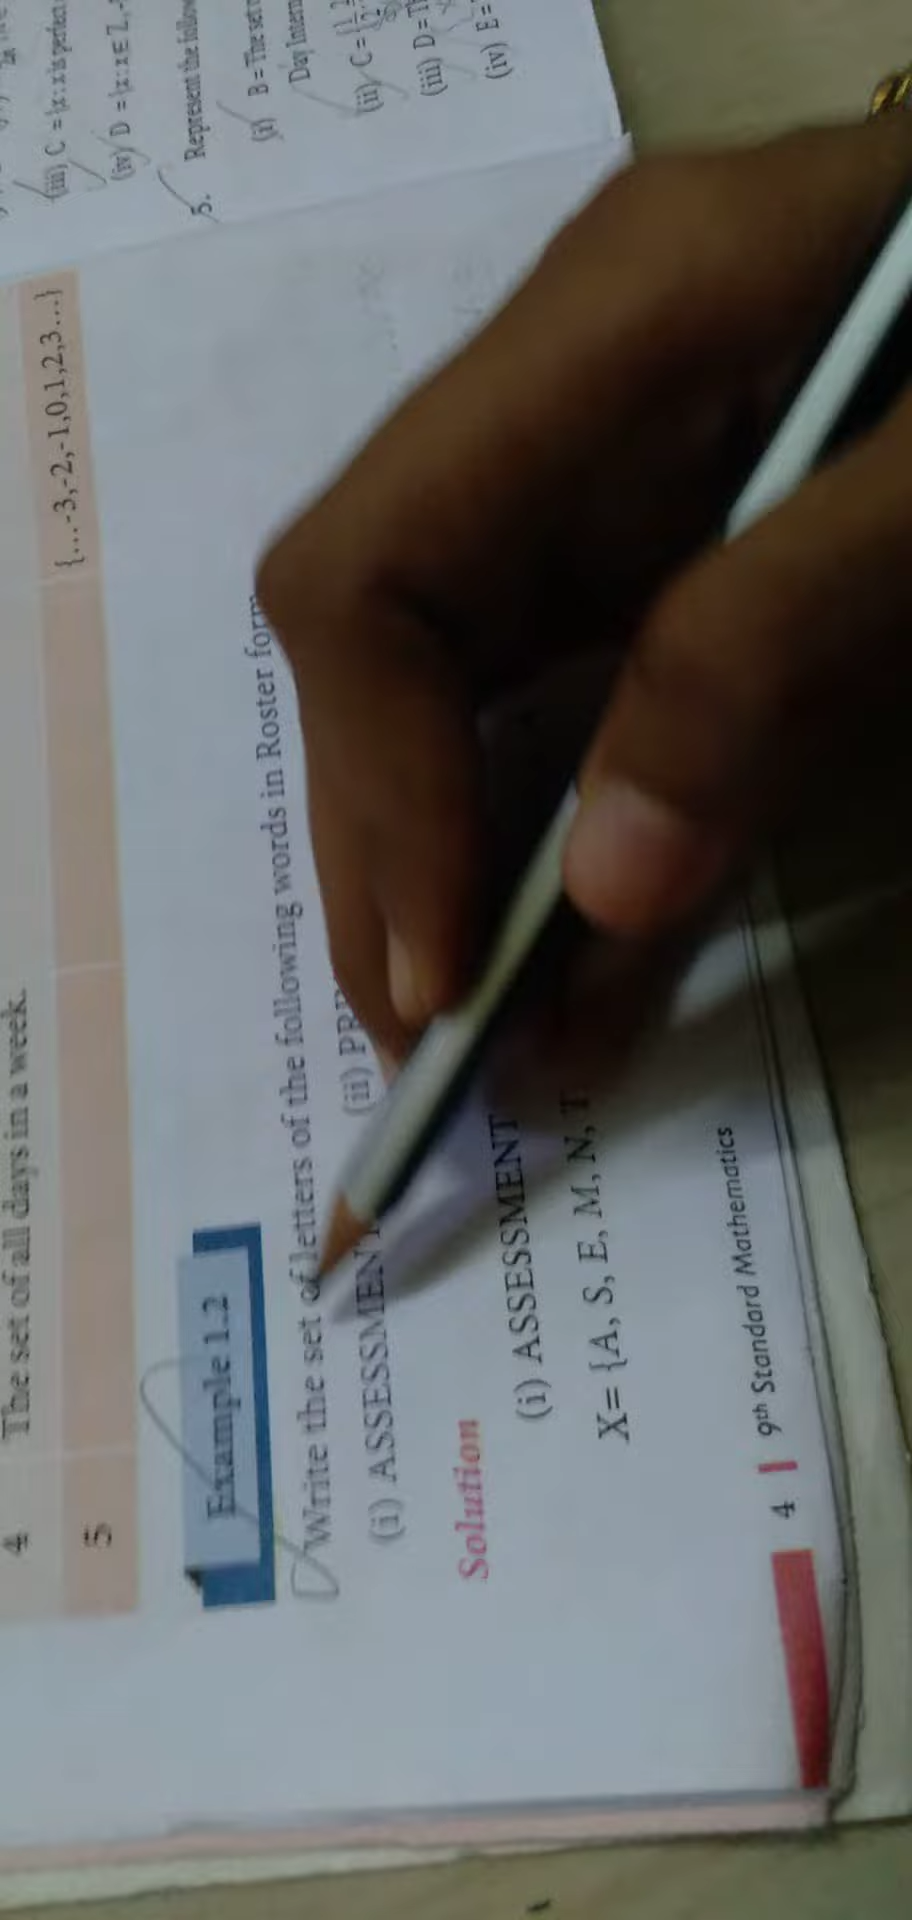 4 The set of all days in a week.
5 {...-3,-2,-1,0,1,2,3...}
Example 1.2
Write the set of letters of the following words in Roster form
(i) ASSESSMENT (ii)
Solution
(i) ASSESSMENT
X= {A, S, E, M, N, T
4 | 9th Standard Mathematics
(iii) C = {x : x is perfect
(iv) D = {x : x ∈ Z,
5. Represent the follow
(i) B = The set
Day Intern
(ii) C =
(iii) D =
(iv) E =